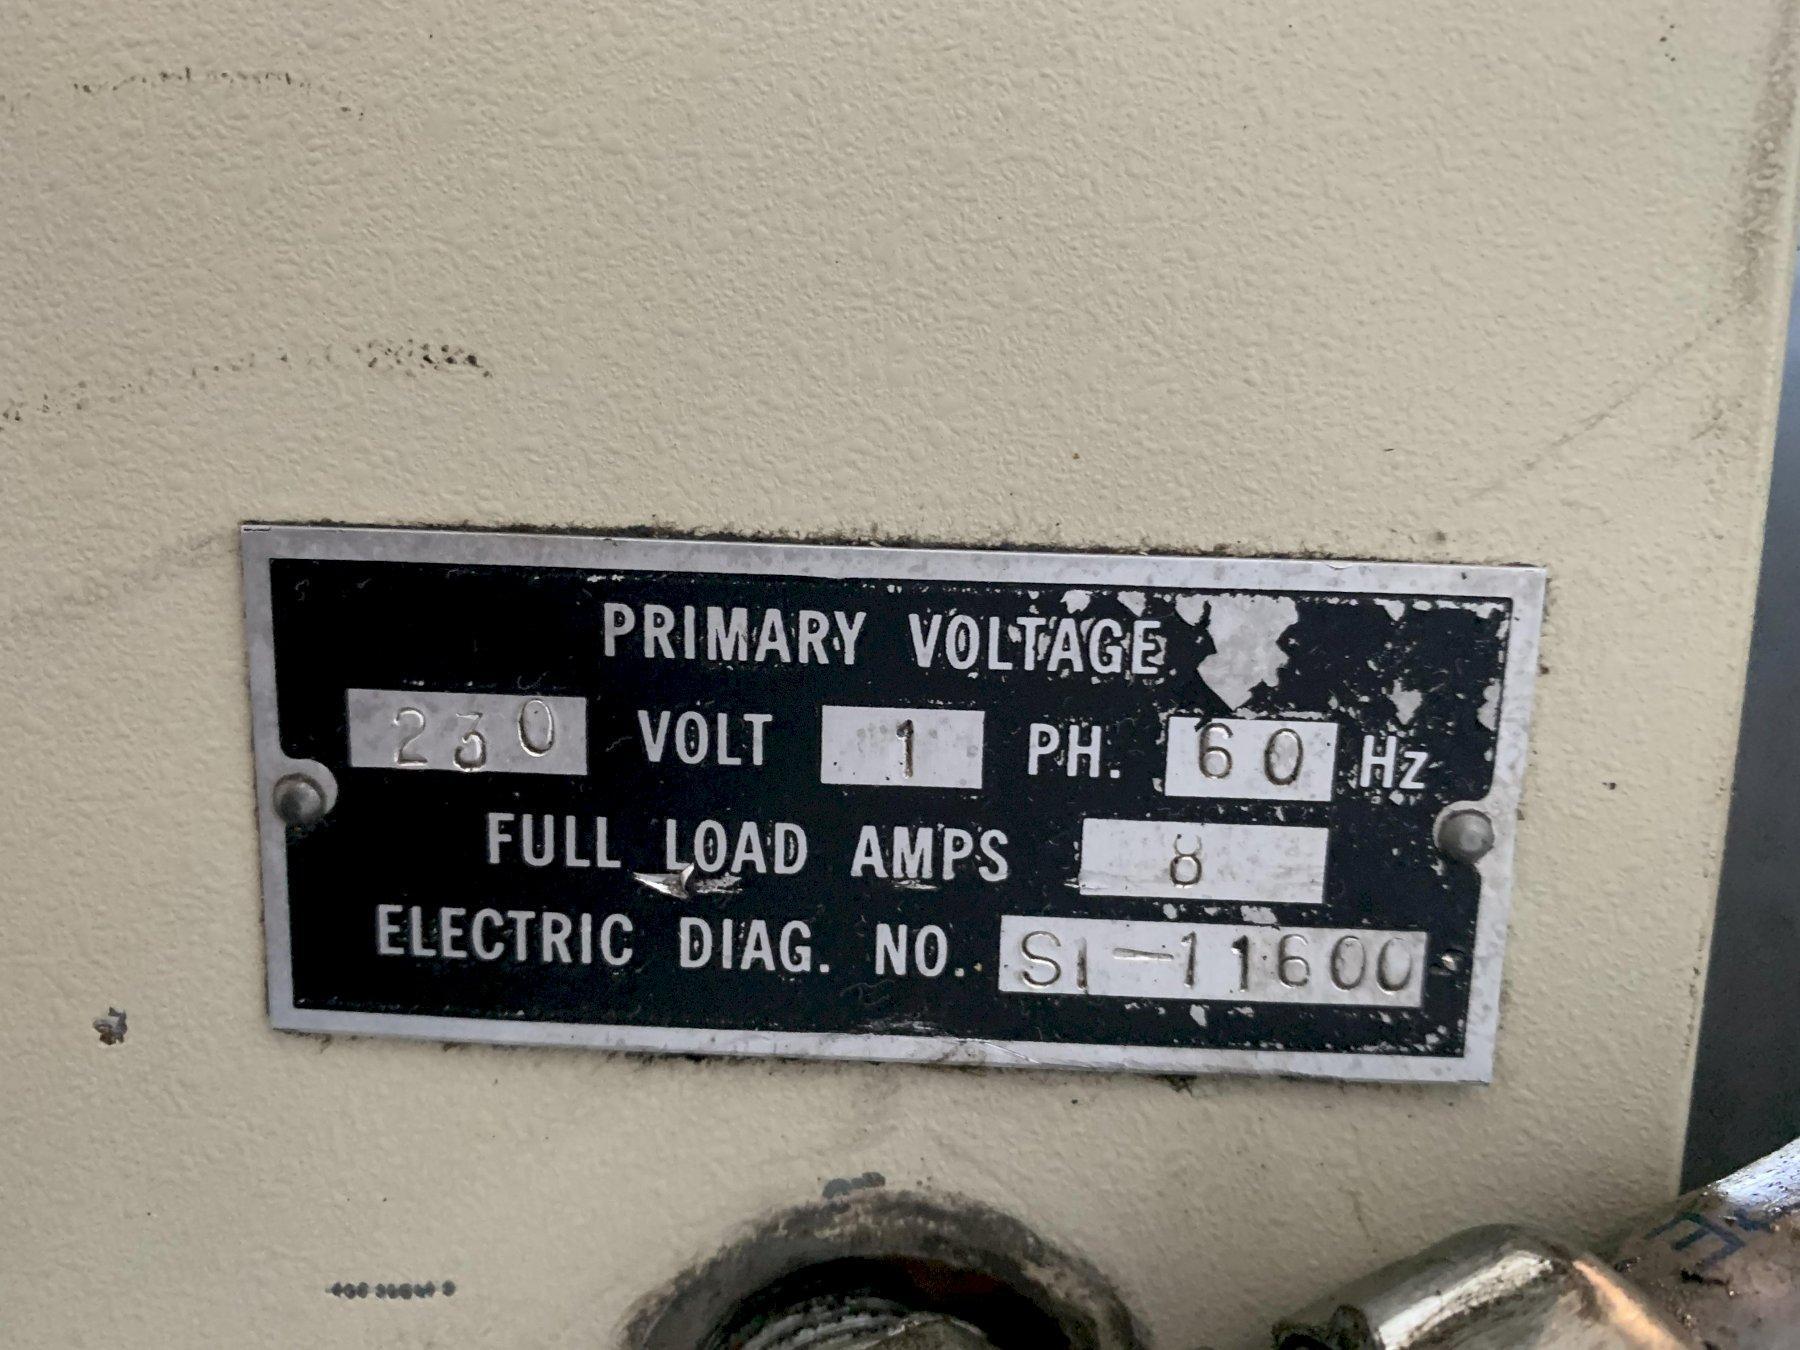 PRIMARY VOLTAGE
230 VOLT 1 PH. 60 Hz
FULL LOAD AMPS 8
ELECTRIC DIAG. NO. SI-11600